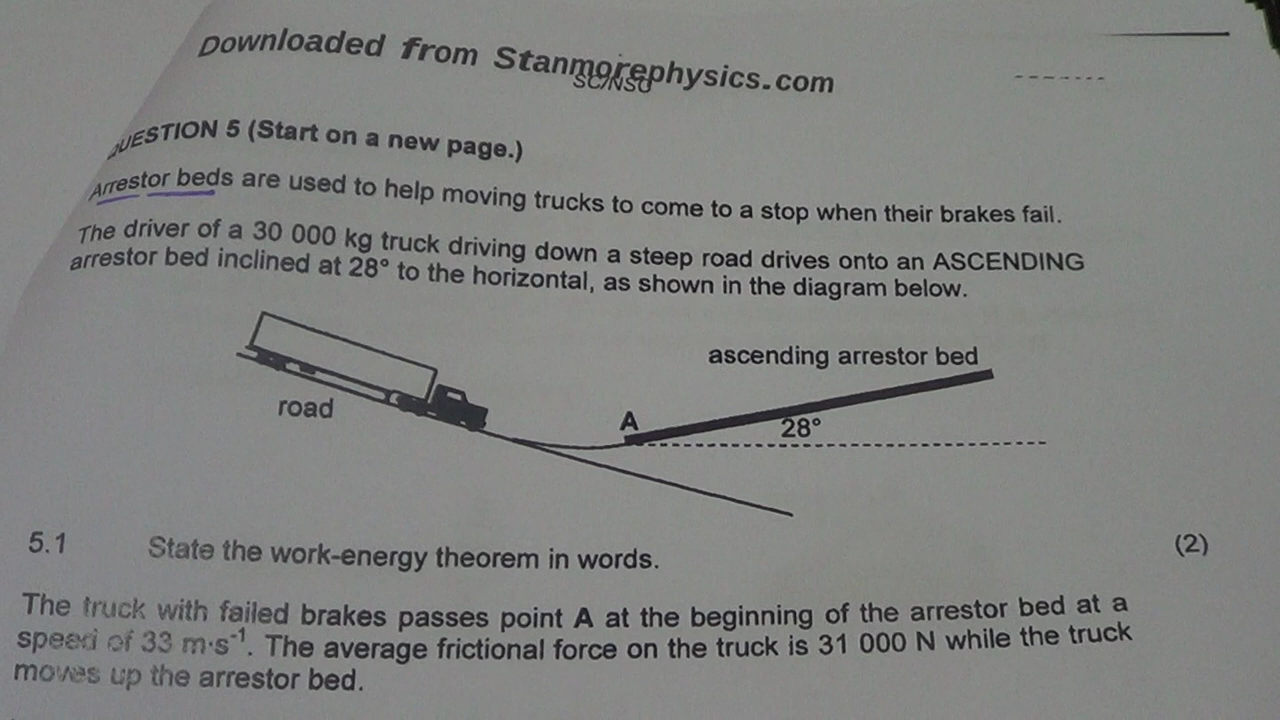 Downloaded from Stanmorephysics.com
SC/NSC
QUESTION 5 (Start on a new page.)
Arrestor beds are used to help moving trucks to come to a stop when their brakes fail.
The driver of a 30 000 kg truck driving down a steep road drives onto an ASCENDING
arrestor bed inclined at 28° to the horizontal, as shown in the diagram below.
ascending arrestor bed
road
A
28°
5.1 State the work-energy theorem in words. (2)
The truck with failed brakes passes point A at the beginning of the arrestor bed at a
speed of 33 m·s⁻¹. The average frictional force on the truck is 31 000 N while the truck
moves up the arrestor bed.